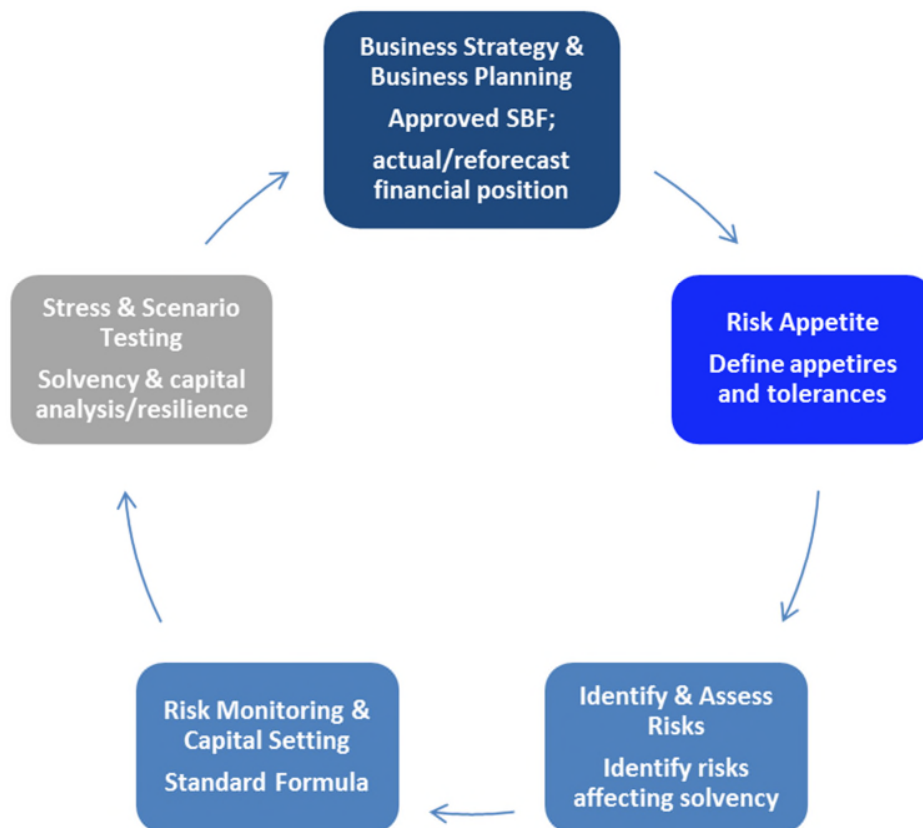 Business Strategy &
Business Planning
Approved SBF;
actual/reforecast
financial position
Risk Appetite
Define appetires
and tolerances
Identify & Assess
Risks
Identify risks
affecting solvency
Risk Monitoring &
Capital Setting
Standard Formula
Stress & Scenario
Testing
Solvency & capital
analysis/resilience